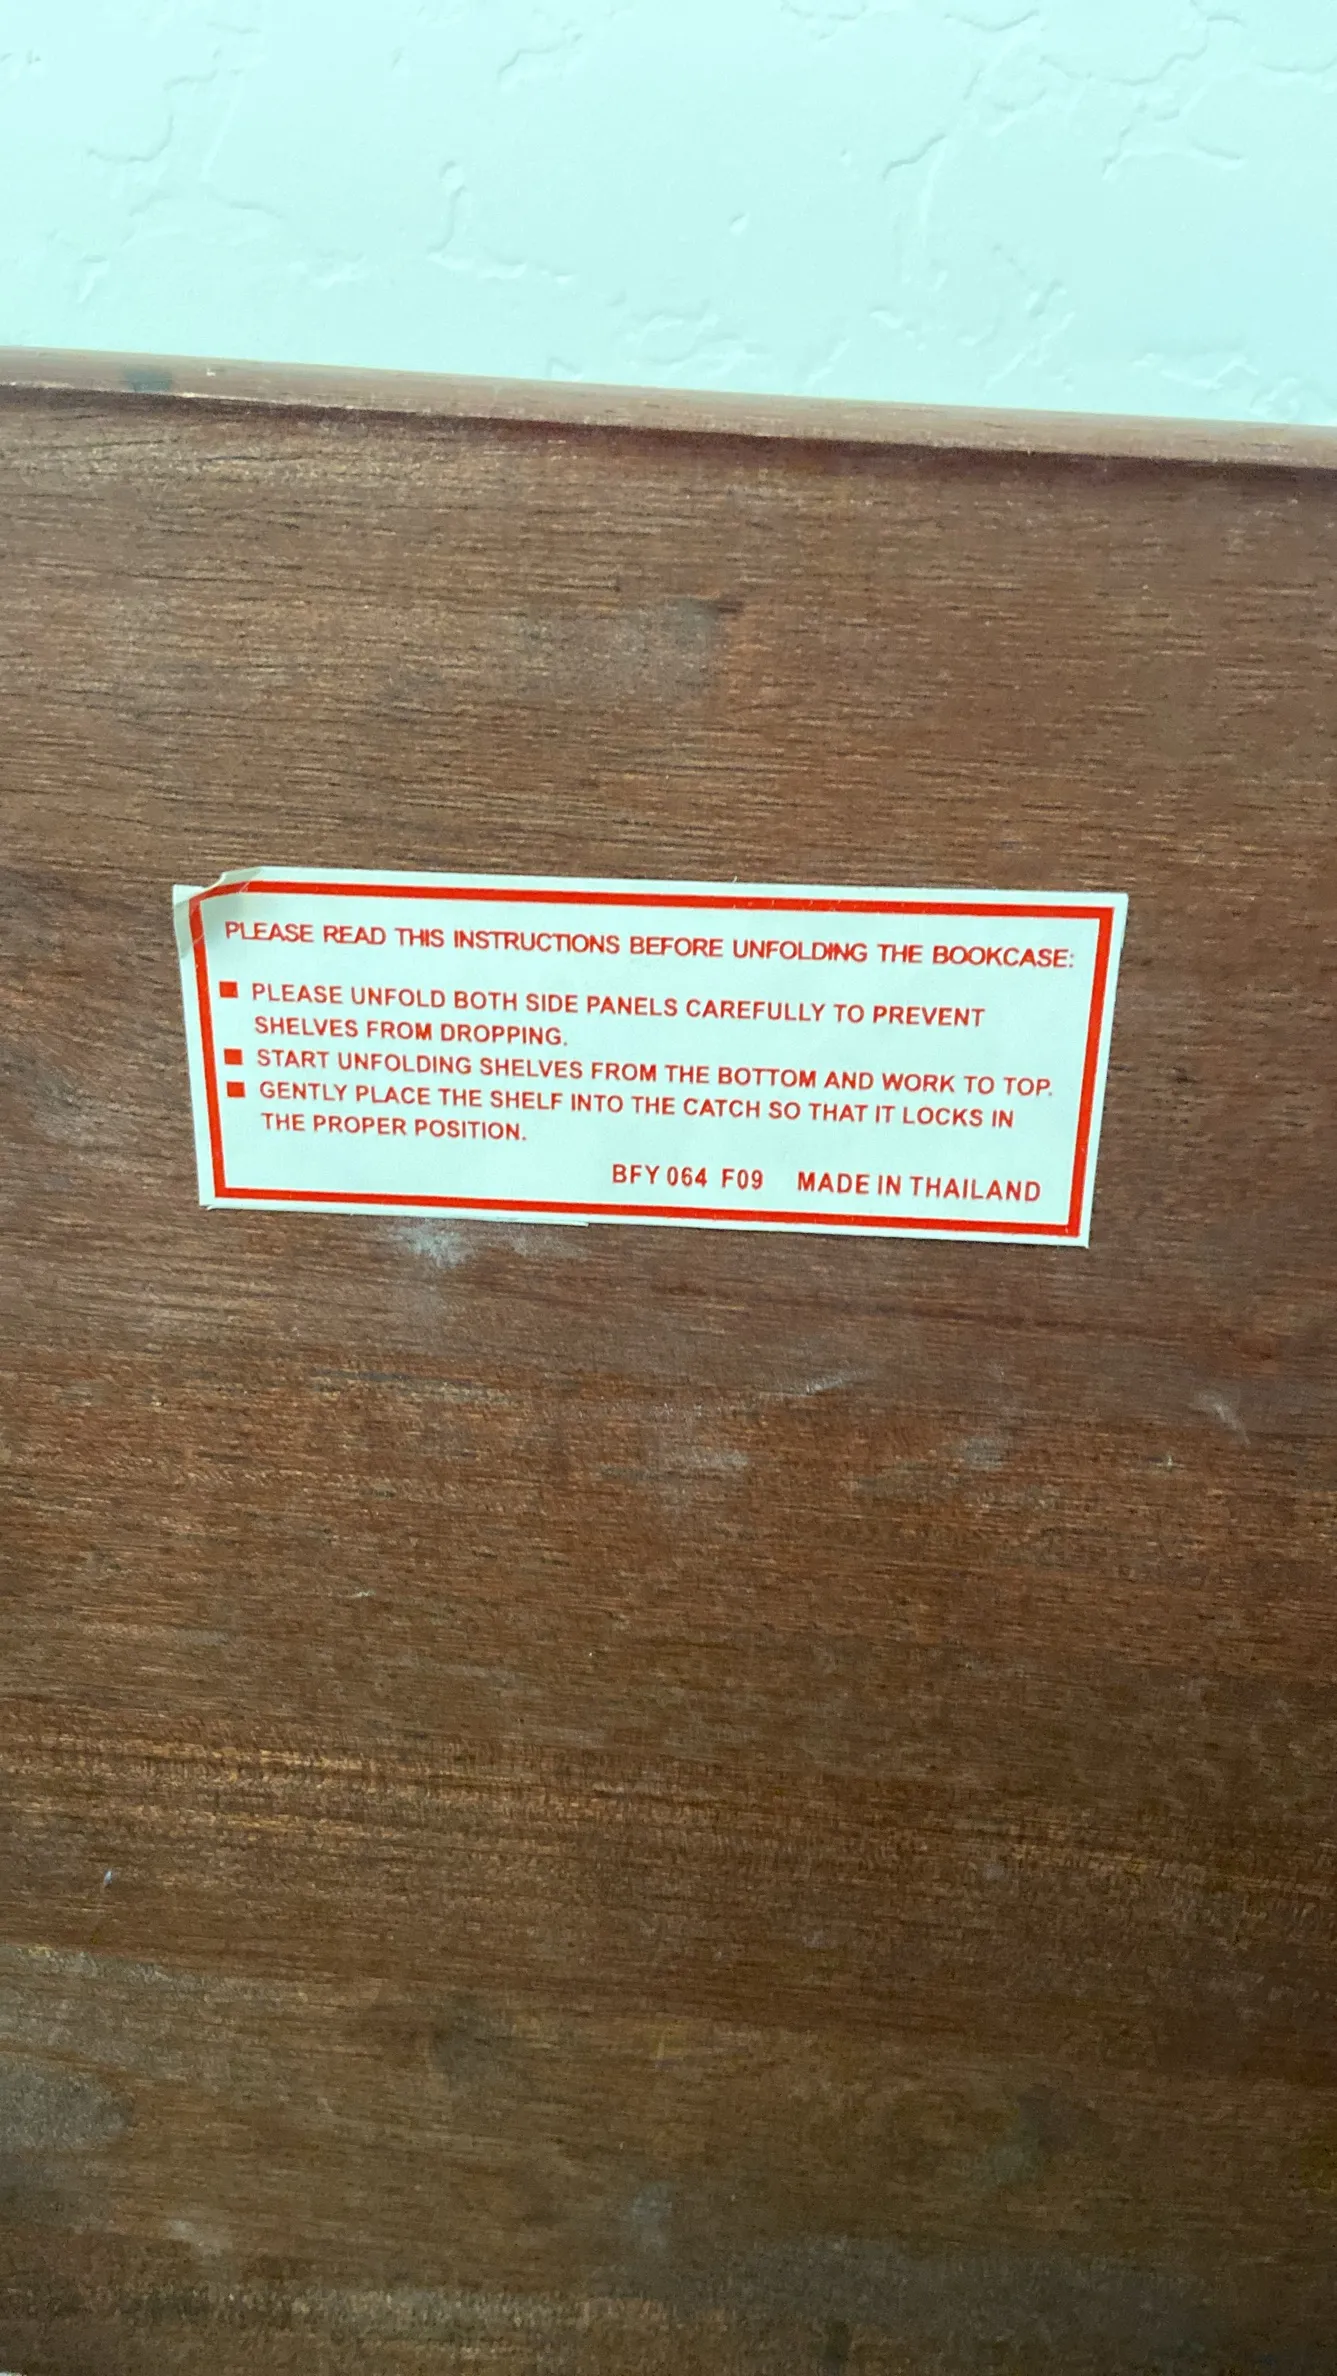 PLEASE READ THIS INSTRUCTIONS BEFORE UNFOLDING THE BOOKCASE:
■ PLEASE UNFOLD BOTH SIDE PANELS CAREFULLY TO PREVENT
SHELVES FROM DROPPING.
■ START UNFOLDING SHELVES FROM THE BOTTOM AND WORK TO TOP.
■ GENTLY PLACE THE SHELF INTO THE CATCH SO THAT IT LOCKS IN
THE PROPER POSITION.
BFY 064 F09 MADE IN THAILAND